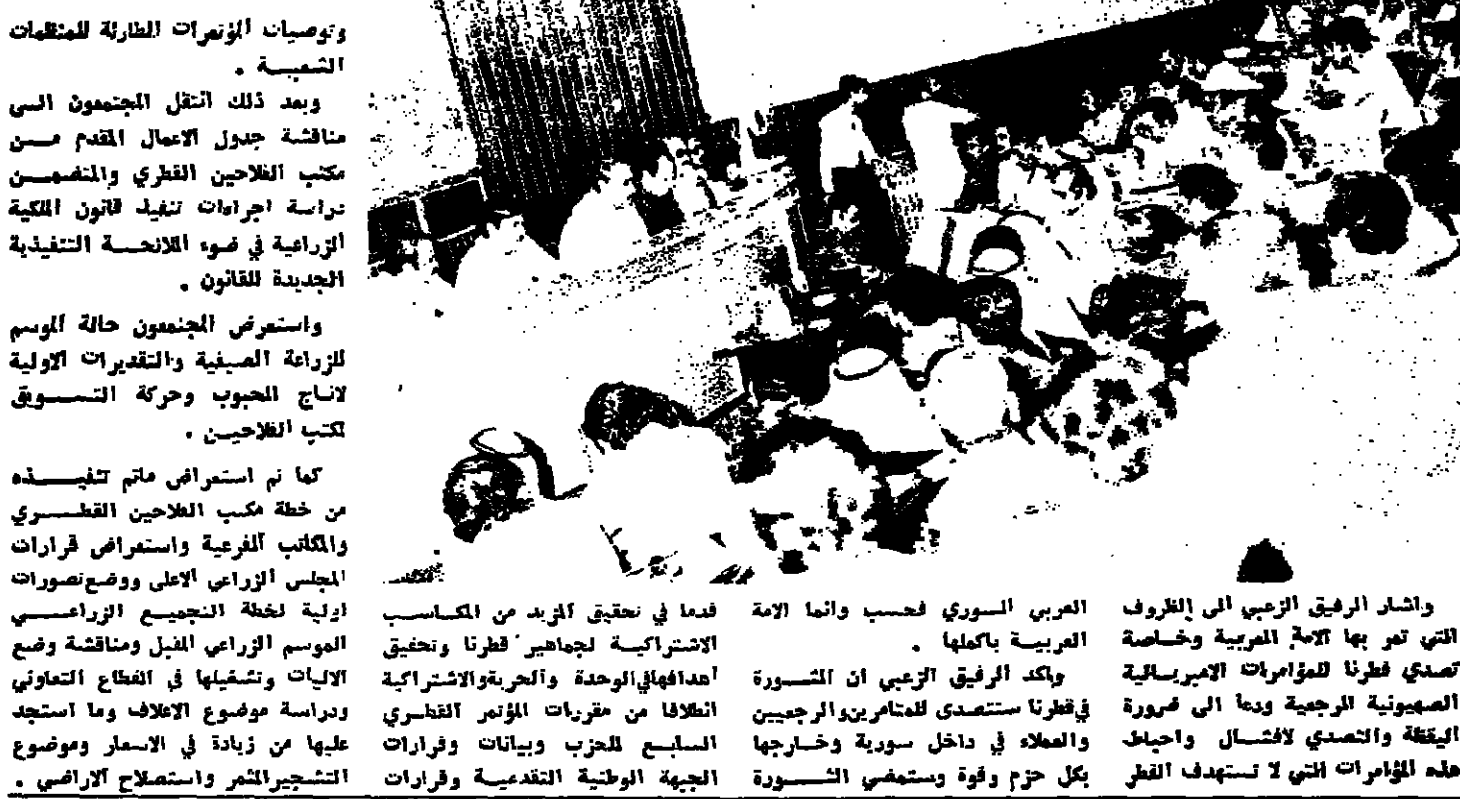 واشار الرفيق الزعبي الى الظروف
التي تمر بها الامة العربية وخاصة
تصدي قطرنا للمؤامرات الامبريالية
الصهيونية الرجعية ودعا الى ضرورة
اليقظة والتصدي لافشال واحباط
هذه المؤامرات التي لا تستهدف القطر
العربي السوري فحسب وانما الامة
العربية باكملها .
واكد الرفيق الزعبي ان الثورة
في قطرنا ستتصدى للمتامرين والرجعيين
والعملاء في داخل سورية وخارجها
بكل حزم وقوة وستمضي الثورة
قدما في تحقيق المزيد من المكاسب
الاشتراكية لجماهير قطرنا وتحقيق
أهدافها في الوحدة والحرية والاشتراكية
انطلاقا من مقررات المؤتمر القطري
السابع للحزب وبيانات وقرارات
الجبهة الوطنية التقدمية وقرارات
وتوصيات المؤتمرات الطارئة للمنظمات
الشعبية .
وبعد ذلك انتقل المجتمعون الى
مناقشة جدول الاعمال المقدم من
مكتب الفلاحين القطري والمتضمن
دراسة اجراءات تنفيذ قانون الملكية
الزراعية في ضوء اللائحة التنفيذية
الجديدة للقانون .
واستعرض المجتمعون حالة الموسم
للزراعة الصيفية والتقديرات الاولية
لانتاج الحبوب وحركة التسويق
لكتب الفلاحين .
كما تم استعراض ماتم تنفيذه
من خطة مكتب الفلاحين القطري
والمكاتب الفرعية واستعراض قرارات
المجلس الزراعي الاعلى ووضع تصورات
اولية لخطة التجميع الزراعي
الموسم الزراعي المقبل ومناقشة وضع
الاليات وتشغيلها في القطاع التعاوني
ودراسة موضوع الاعلاف وما استجد
عليها من زيادة في الاسعار وموضوع
التشجير المثمر واستصلاح الاراضي .